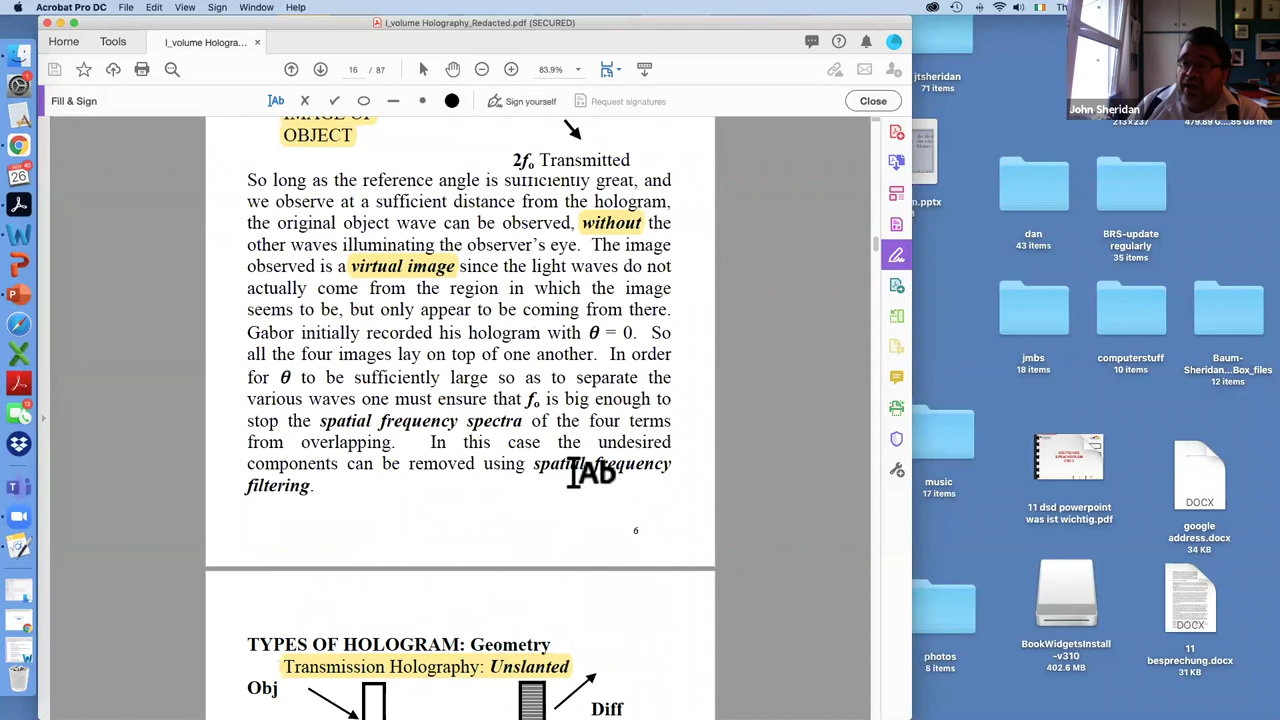 Acrobat Pro DC File Edit View Sign Window Help
I_volume Holography_Redacted.pdf (SECURED)
Home Tools I_volume Hologra... ×
16 / 87 83.9%
Fill & Sign IAb Sign yourself Request signatures Close
OBJECT
2fₒ Transmitted
So long as the reference angle is sufficiently great, and
we observe at a sufficient distance from the hologram,
the original object wave can be observed, without the
other waves illuminating the observer's eye. The image
observed is a virtual image since the light waves do not
actually come from the region in which the image
seems to be, but only appear to be coming from there.
Gabor initially recorded his hologram with θ = 0. So
all the four images lay on top of one another. In order
for θ to be sufficiently large so as to separate the
various waves one must ensure that fₒ is big enough to
stop the spatial frequency spectra of the four terms
from overlapping. In this case the undesired
components can be removed using spatial frequency
filtering.
IAb
6
TYPES OF HOLOGRAM: Geometry
Transmission Holography: Unslanted
Obj
Diff
John Sheridan
jtsheridan
71 items
m.pptx
dan
43 items
BRS-update
regularly
35 items
jmbs
18 items
computerstuff
10 items
Baum-
Sheridan...Box_files
12 items
music
17 items
11 dsd powerpoint
was ist wichtig.pdf
DOCX
google
address.docx
34 KB
photos
8 items
BookWidgetsInstall
-v310
402.6 MB
DOCX
11
besprechung.docx
31 KB
26